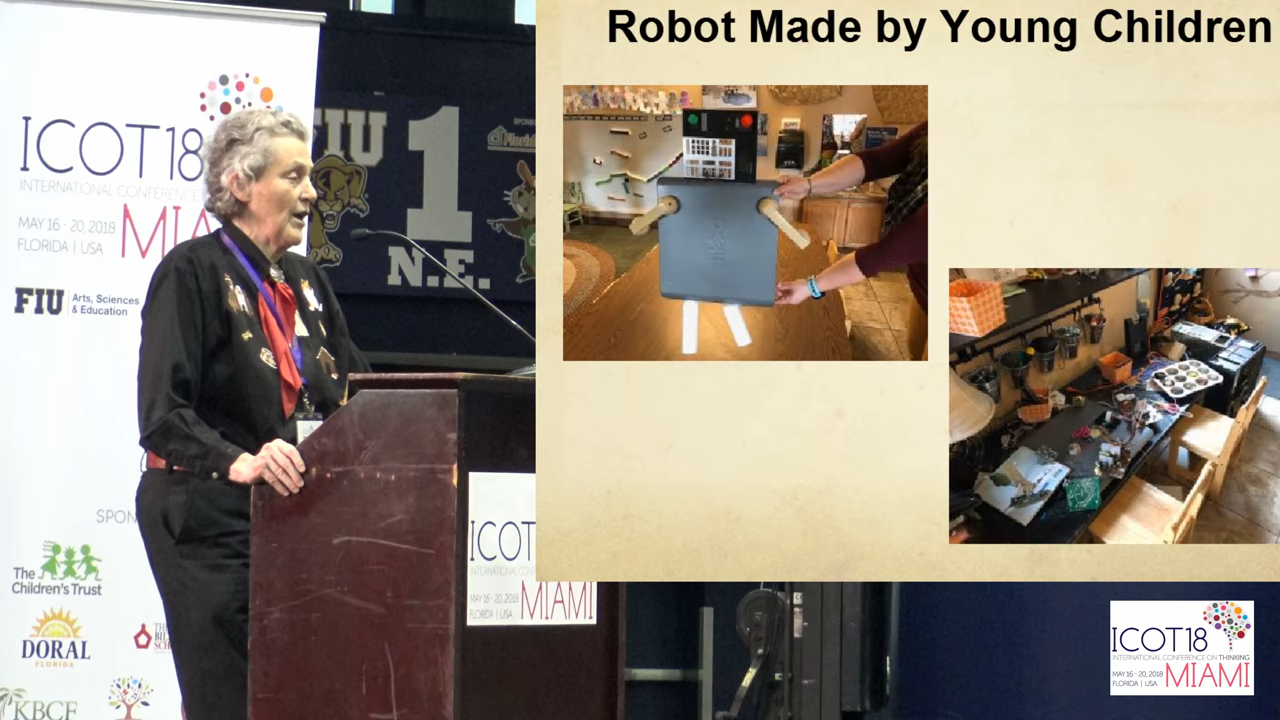 Robot Made by Young Children
ICOT18
INTERNATIONAL CONFERENCE
MAY 16 - 20, 2018
FLORIDA | USA
MIA
FIU
Arts, Sciences
& Education
SPON
The
Children's Trust
DORAL
FLORIDA
KBCF
FIU
1
N.E.
ICOT
MAY 16 - 20, 2018
FLORIDA | USA
MIAMI
ICOT18
INTERNATIONAL CONFERENCE ON THINKING
MAY 16 - 20, 2018
FLORIDA | USA
MIAMI